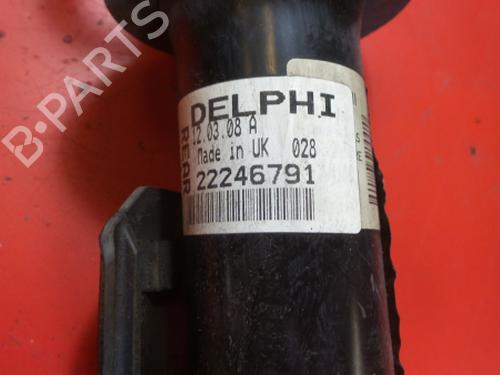 DELPHI
12.03.08 A
Made in UK 028
22246791
REAR
S E
B-PARTS